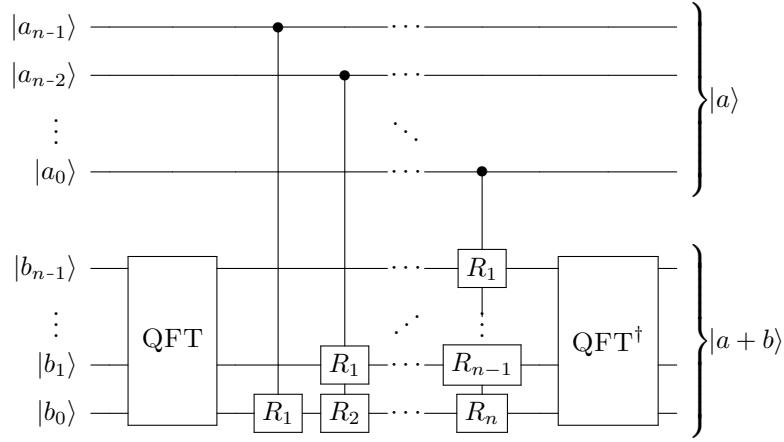 |a_{n-1}⟩ ⋯
|a_{n-2}⟩ ⋯ |a⟩
⋮ ⋱
|a_0⟩ ⋯
|b_{n-1}⟩ ⋯ R_1
⋮ QFT ⋰ ⋮ QFT† |a + b⟩
|b_1⟩ R_1 ⋯ R_{n-1}
|b_0⟩ R_1 R_2 ⋯ R_n